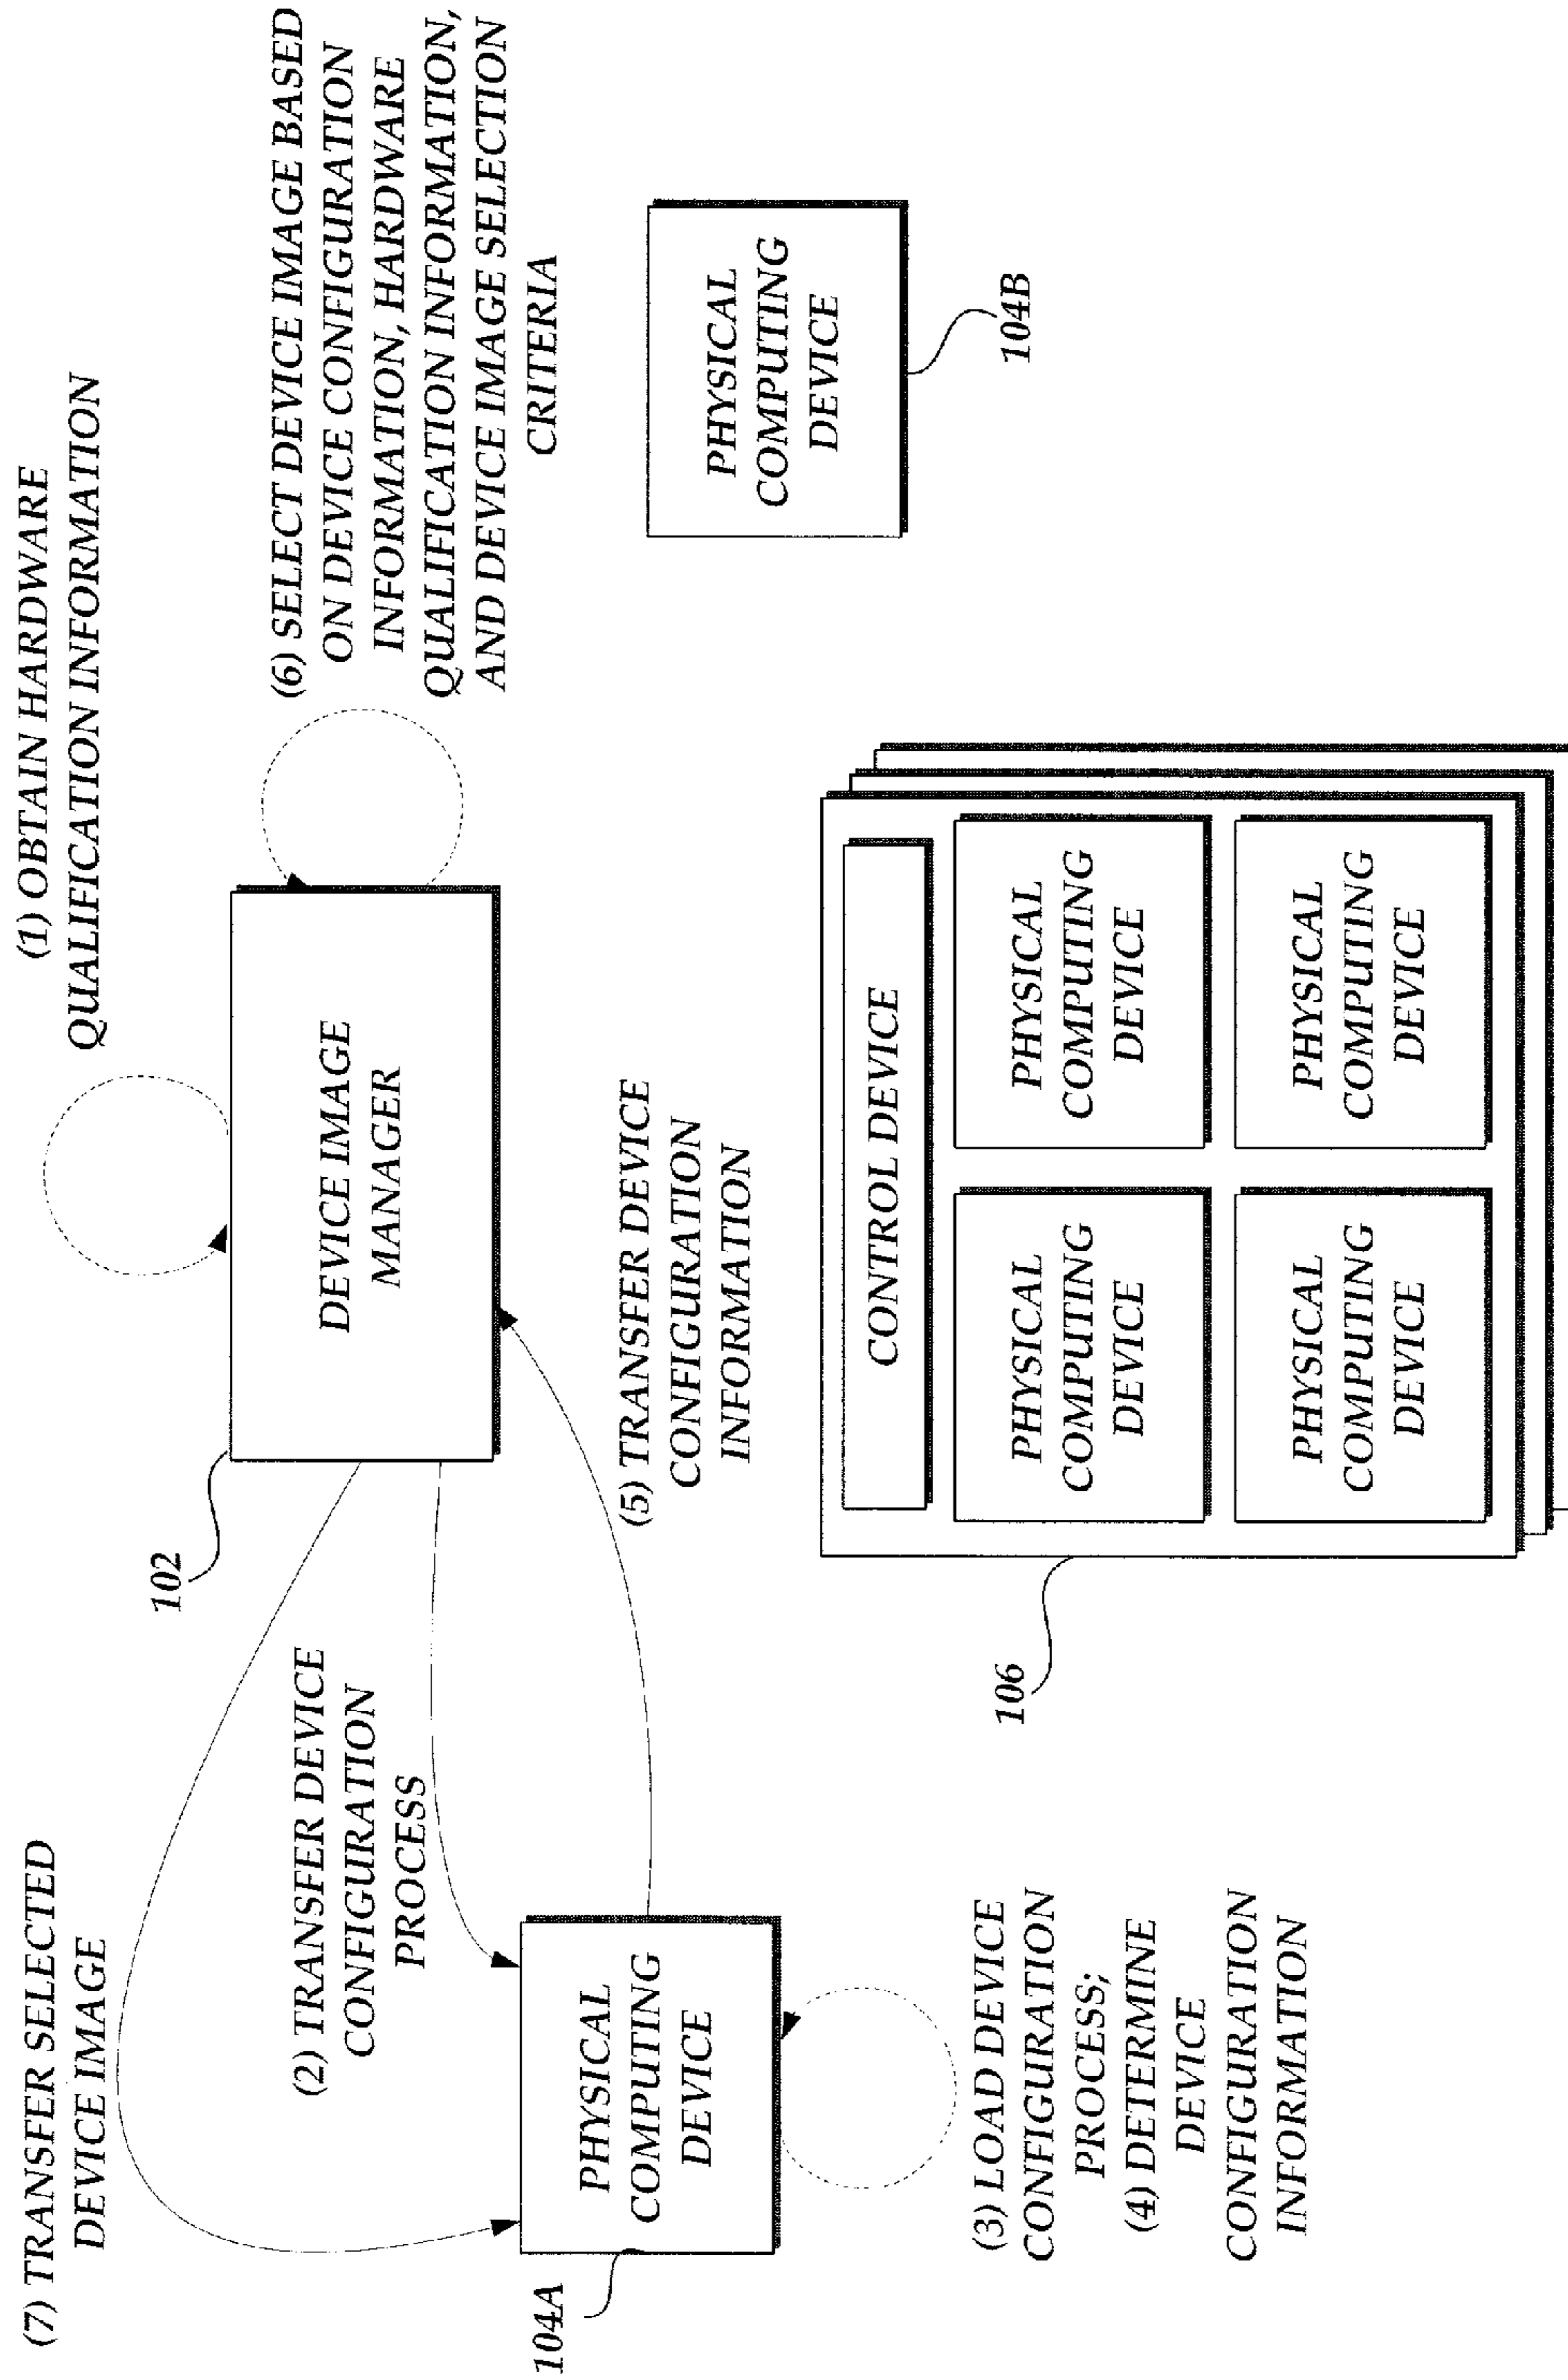 (1) OBTAIN HARDWARE
QUALIFICATION INFORMATION
(7) TRANSFER SELECTED
DEVICE IMAGE
102
DEVICE IMAGE
MANAGER
(6) SELECT DEVICE IMAGE BASED
ON DEVICE CONFIGURATION
INFORMATION, HARDWARE
QUALIFICATION INFORMATION,
AND DEVICE IMAGE SELECTION
CRITERIA
(2) TRANSFER DEVICE
CONFIGURATION
PROCESS
(5) TRANSFER DEVICE
CONFIGURATION
INFORMATION
104A
PHYSICAL
COMPUTING
DEVICE
PHYSICAL
COMPUTING
DEVICE
104B
(3) LOAD DEVICE
CONFIGURATION
PROCESS;
(4) DETERMINE
DEVICE
CONFIGURATION
INFORMATION
106
CONTROL DEVICE
PHYSICAL
COMPUTING
DEVICE
PHYSICAL
COMPUTING
DEVICE
PHYSICAL
COMPUTING
DEVICE
PHYSICAL
COMPUTING
DEVICE